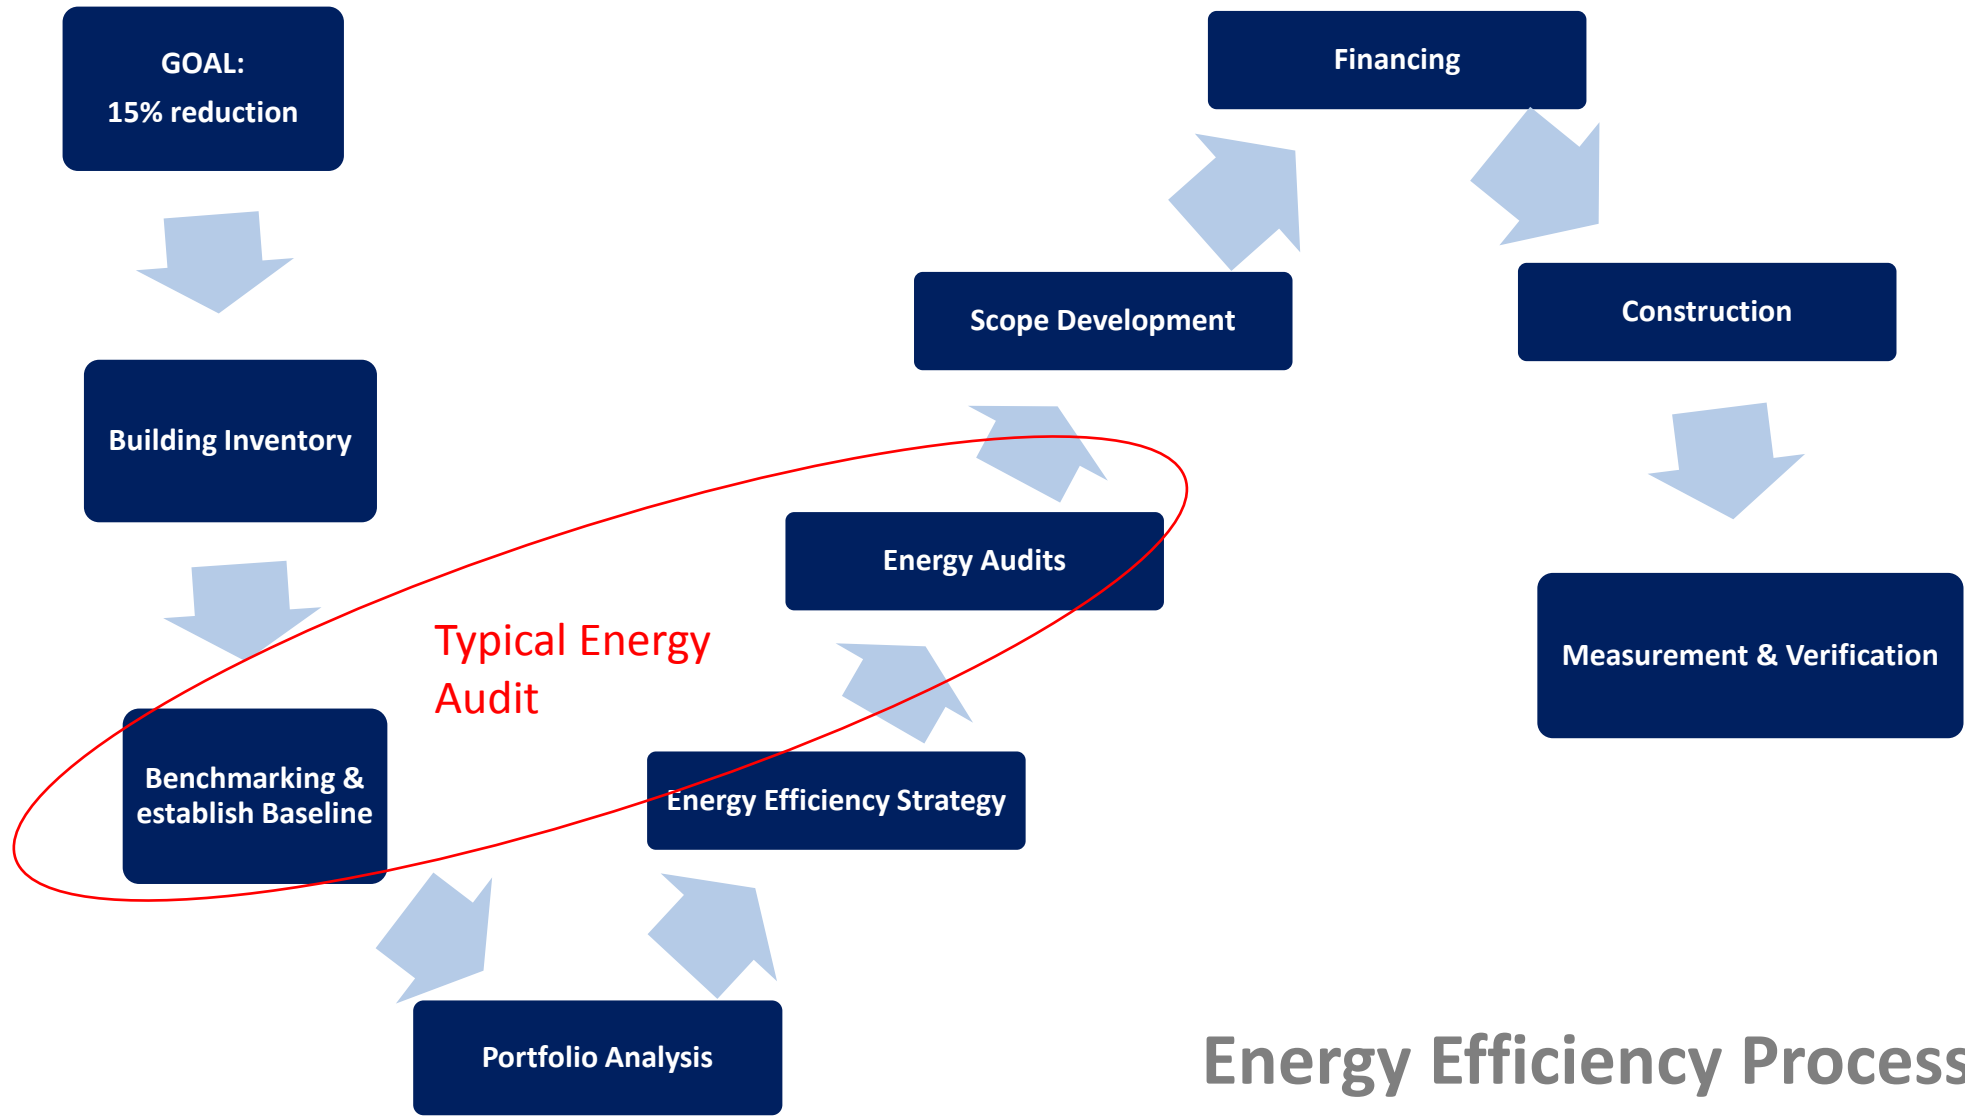 GOAL:
15% reduction
Building Inventory
Benchmarking &
establish Baseline
Portfolio Analysis
Energy Efficiency Strategy
Energy Audits
Scope Development
Financing
Construction
Measurement & Verification
Typical Energy
Audit
Energy Efficiency Process